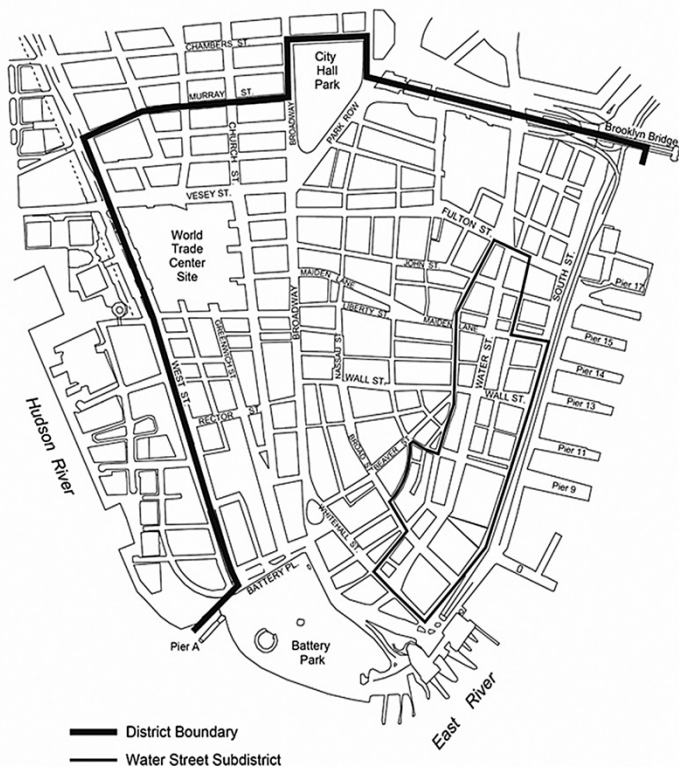 CHAMBERS ST.
City
Hall
Park
MURRAY ST.
BROADWAY
PARK ROW
Brooklyn Bridge
CHURCH ST
VESEY ST.
FULTON ST.
World
Trade
Center
Site
JOHN ST.
SOUTH ST.
Pier 17
MAIDEN LANE
BROADWAY
LIBERTY ST
MAIDEN LANE
GREENWICH ST
NASSAU ST
WATER ST.
Pier 15
Pier 14
WEST ST.
WALL ST.
WALL ST.
Pier 13
Hudson River
RECTOR ST
BROAD ST
BEAVER ST
Pier 11
Pier 9
WHITEHALL ST.
0
BATTERY PL.
Pier A
Battery
Park
East River
District Boundary
Water Street Subdistrict